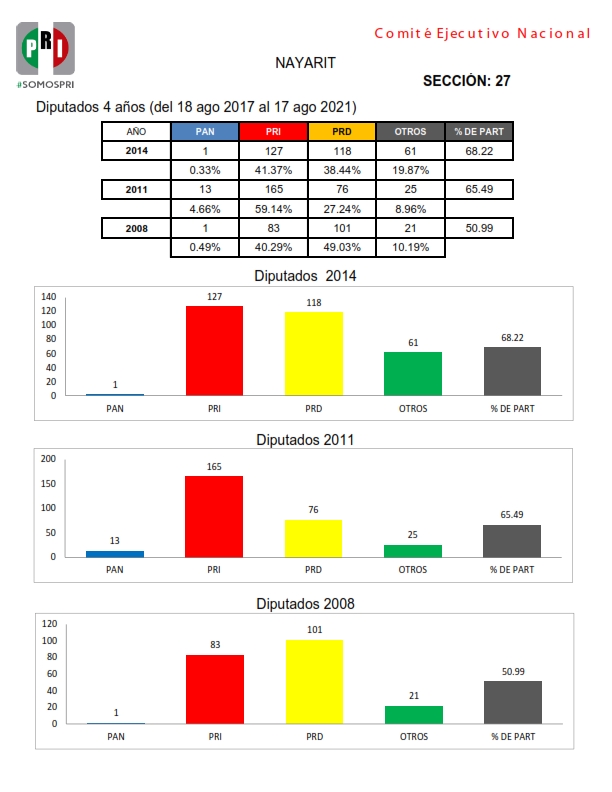 Comité Ejecutivo Nacional
PRI
#SOMOSPRI
NAYARIT
SECCIÓN: 27
Diputados 4 años (del 18 ago 2017 al 17 ago 2021)
AÑO PAN PRI PRD OTROS % DE PART
2014 1 127 118 61 68.22
0.33% 41.37% 38.44% 19.87%
2011 13 165 76 25 65.49
4.66% 59.14% 27.24% 8.96%
2008 1 83 101 21 50.99
0.49% 40.29% 49.03% 10.19%
Diputados 2014
140
120
100
80
60
40
20
0
1 127 118 61 68.22
PAN PRI PRD OTROS % DE PART
Diputados 2011
200
150
100
50
0
13 165 76 25 65.49
PAN PRI PRD OTROS % DE PART
Diputados 2008
120
100
80
60
40
20
0
1 83 101 21 50.99
PAN PRI PRD OTROS % DE PART